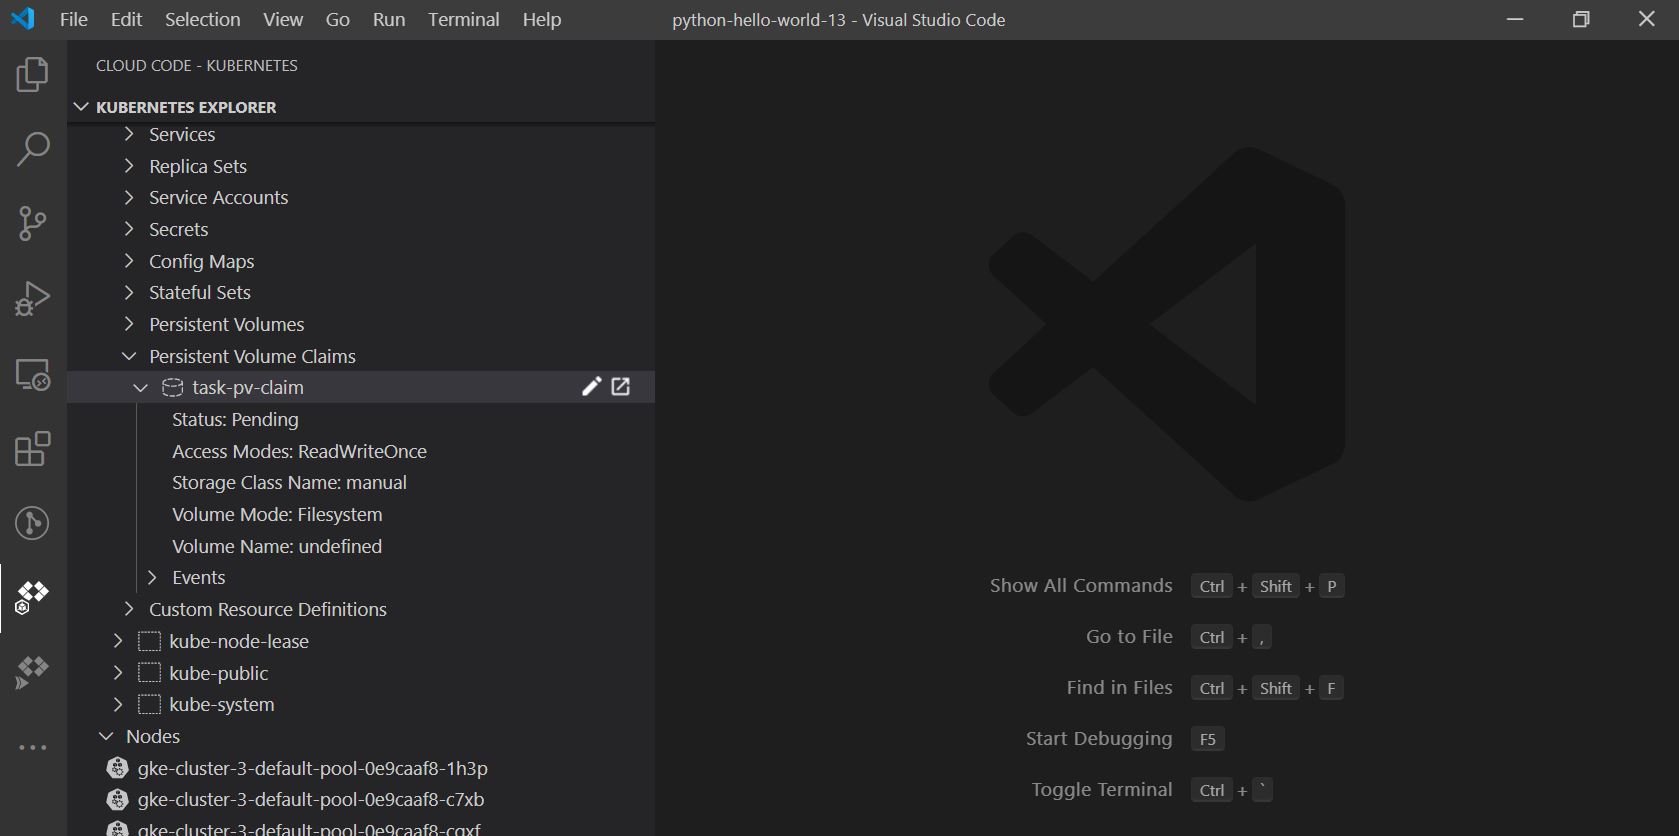 File Edit Selection View Go Run Terminal Help python-hello-world-13 - Visual Studio Code
CLOUD CODE - KUBERNETES
KUBERNETES EXPLORER
Services
Replica Sets
Service Accounts
Secrets
Config Maps
Stateful Sets
Persistent Volumes
Persistent Volume Claims
task-pv-claim
Status: Pending
Access Modes: ReadWriteOnce
Storage Class Name: manual
Volume Mode: Filesystem
Volume Name: undefined
Events
Custom Resource Definitions
kube-node-lease
kube-public
kube-system
Nodes
gke-cluster-3-default-pool-0e9caaf8-1h3p
gke-cluster-3-default-pool-0e9caaf8-c7xb
gke-cluster-3-default-pool-0e9caaf8-cqxf
Show All Commands Ctrl + Shift + P
Go to File Ctrl + ,
Find in Files Ctrl + Shift + F
Start Debugging F5
Toggle Terminal Ctrl + `